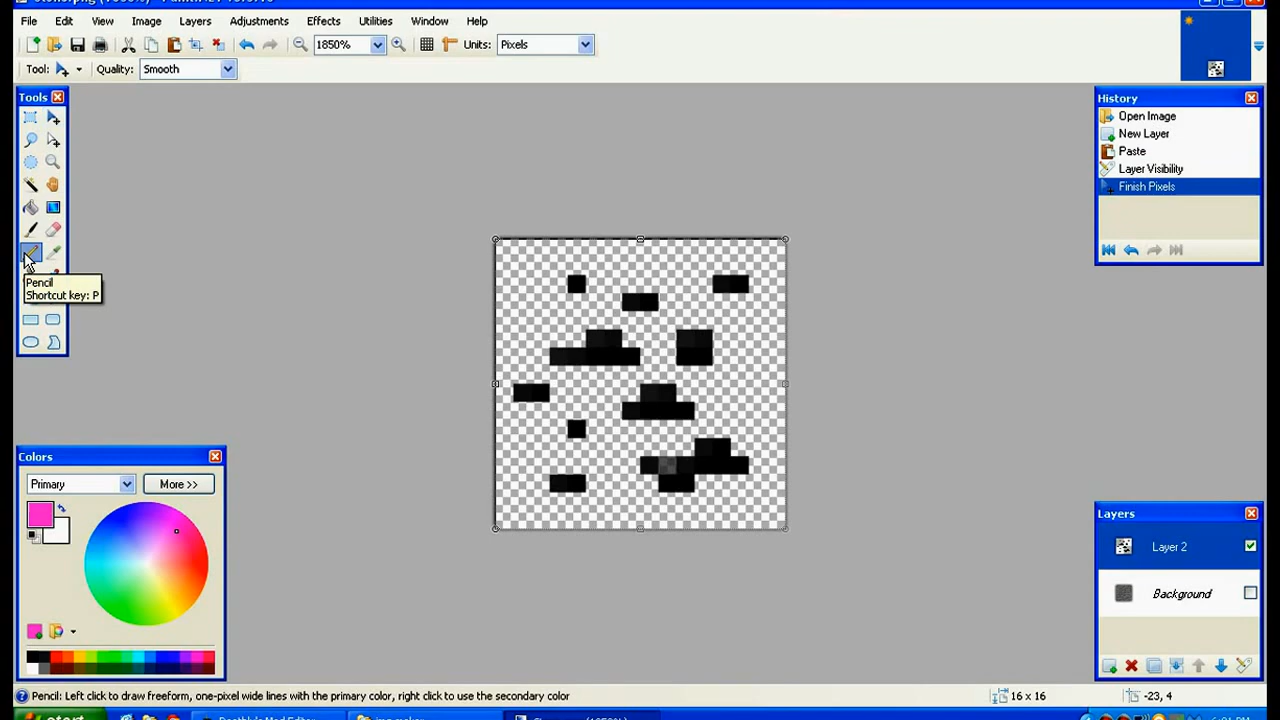 File Edit View Image Layers Adjustments Effects Utilities Window Help
1850% Units: Pixels
Tool: Quality: Smooth
Tools
History
Open Image
New Layer
Paste
Layer Visibility
Finish Pixels
Pencil
Shortcut key: P
Colors
Primary More >>
Layers
Layer 2
Background
Pencil: Left click to draw freeform, one-pixel wide lines with the primary color, right click to use the secondary color 16 x 16 -23, 4
start